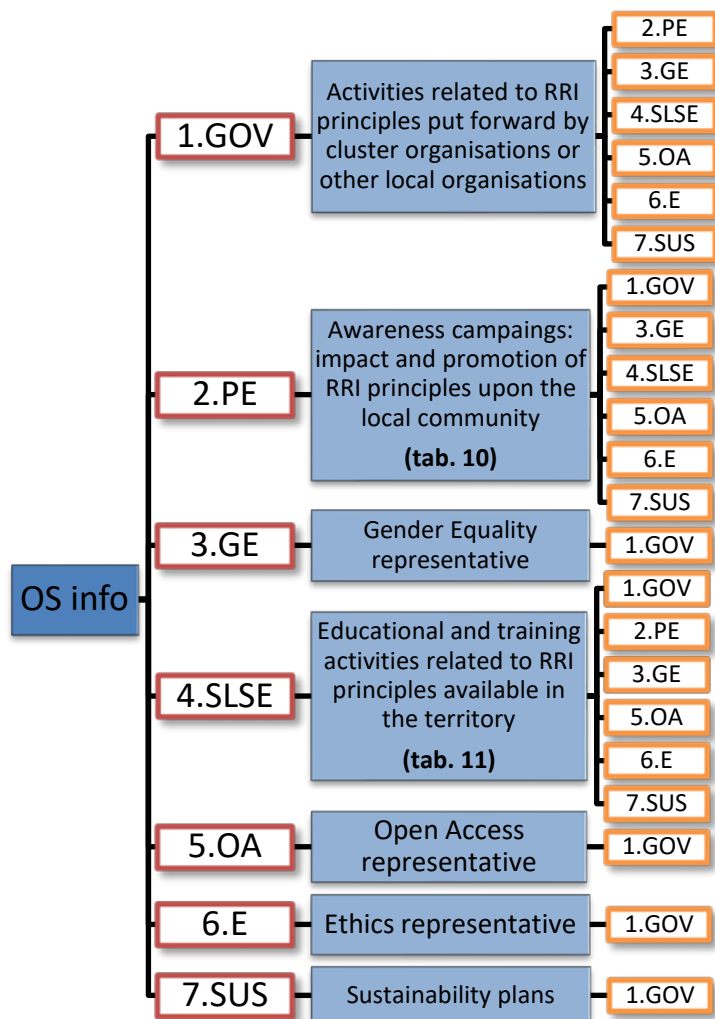 OS info
1.GOV
Activities related to RRI
principles put forward by
cluster organisations or
other local organisations
2.PE
3.GE
4.SLSE
5.OA
6.E
7.SUS
2.PE
Awareness campaings:
impact and promotion of
RRI principles upon the
local community
(tab. 10)
1.GOV
3.GE
4.SLSE
5.OA
6.E
7.SUS
3.GE
Gender Equality
representative
1.GOV
4.SLSE
Educational and training
activities related to RRI
principles available in
the territory
(tab. 11)
1.GOV
2.PE
3.GE
5.OA
6.E
7.SUS
5.OA
Open Access
representative
1.GOV
6.E
Ethics representative
1.GOV
7.SUS
Sustainability plans
1.GOV